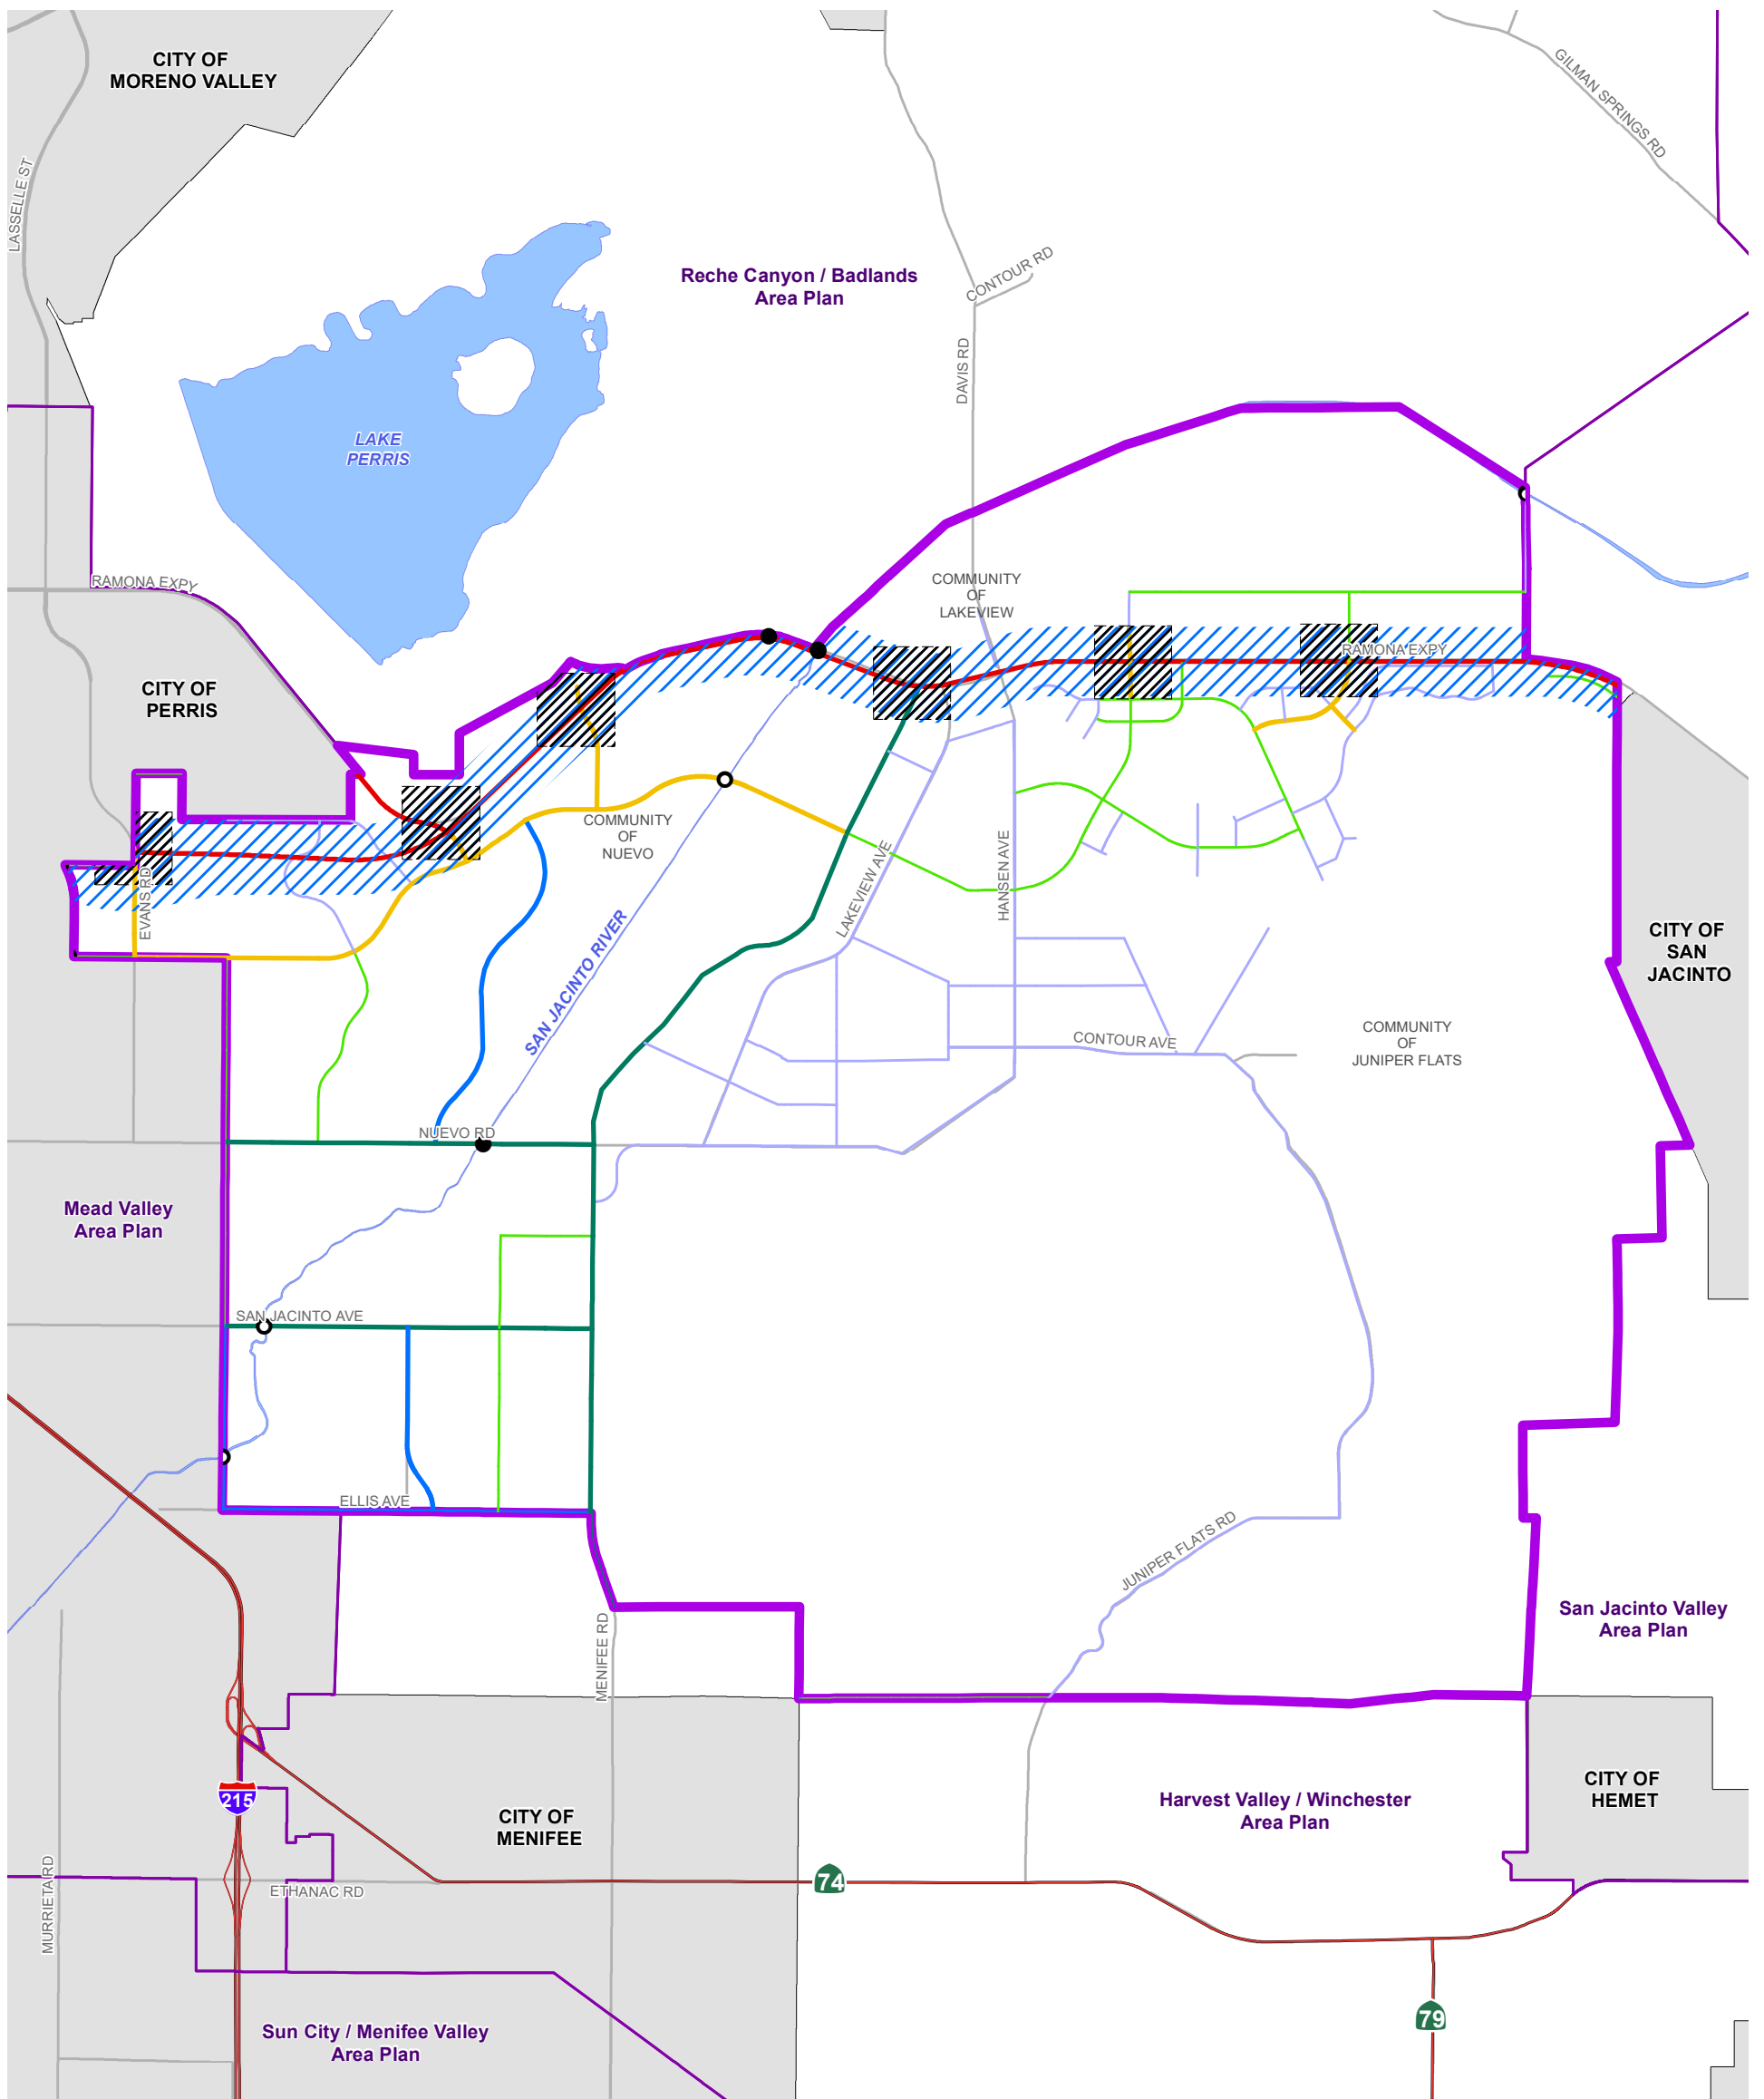 CITY OF
MORENO VALLEY
GILMAN SPRINGS RD
LASSELLE ST
Reche Canyon / Badlands
Area Plan
CONTOUR RD
DAVIS RD
LAKE
PERRIS
RAMONA EXPY
COMMUNITY
OF
LAKEVIEW
RAMONA EXPY
CITY OF
PERRIS
COMMUNITY
OF
NUEVO
EVANS RD
LAKEVIEW AVE
HANSEN AVE
SAN JACINTO RIVER
CITY OF
SAN
JACINTO
CONTOUR AVE
COMMUNITY
OF
JUNIPER FLATS
NUEVO RD
Mead Valley
Area Plan
SAN JACINTO AVE
ELLIS AVE
JUNIPER FLATS RD
MENIFEE RD
San Jacinto Valley
Area Plan
215
CITY OF
MENIFEE
Harvest Valley / Winchester
Area Plan
CITY OF
HEMET
74
ETHANAC RD
MURRIETA RD
79
Sun City / Menifee Valley
Area Plan